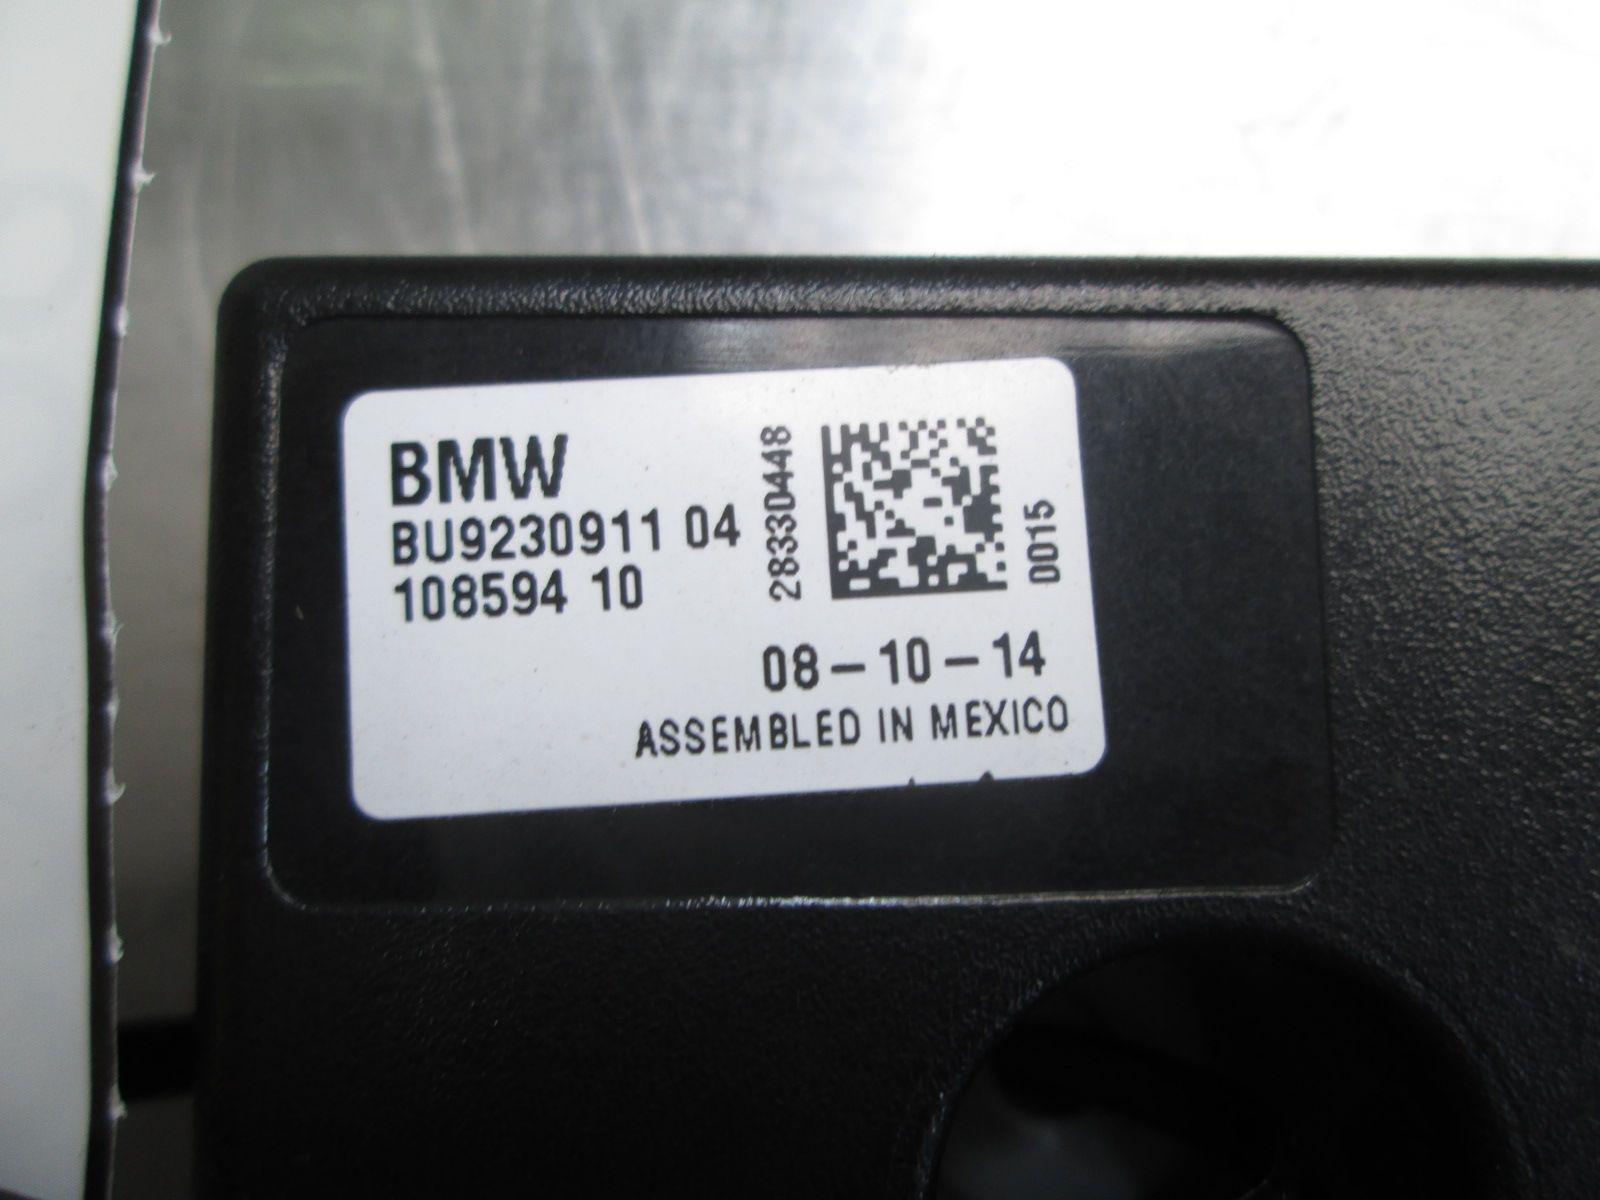 BMW
BU9230911 04
108594 10
28330448
0015
08-10-14
ASSEMBLED IN MEXICO